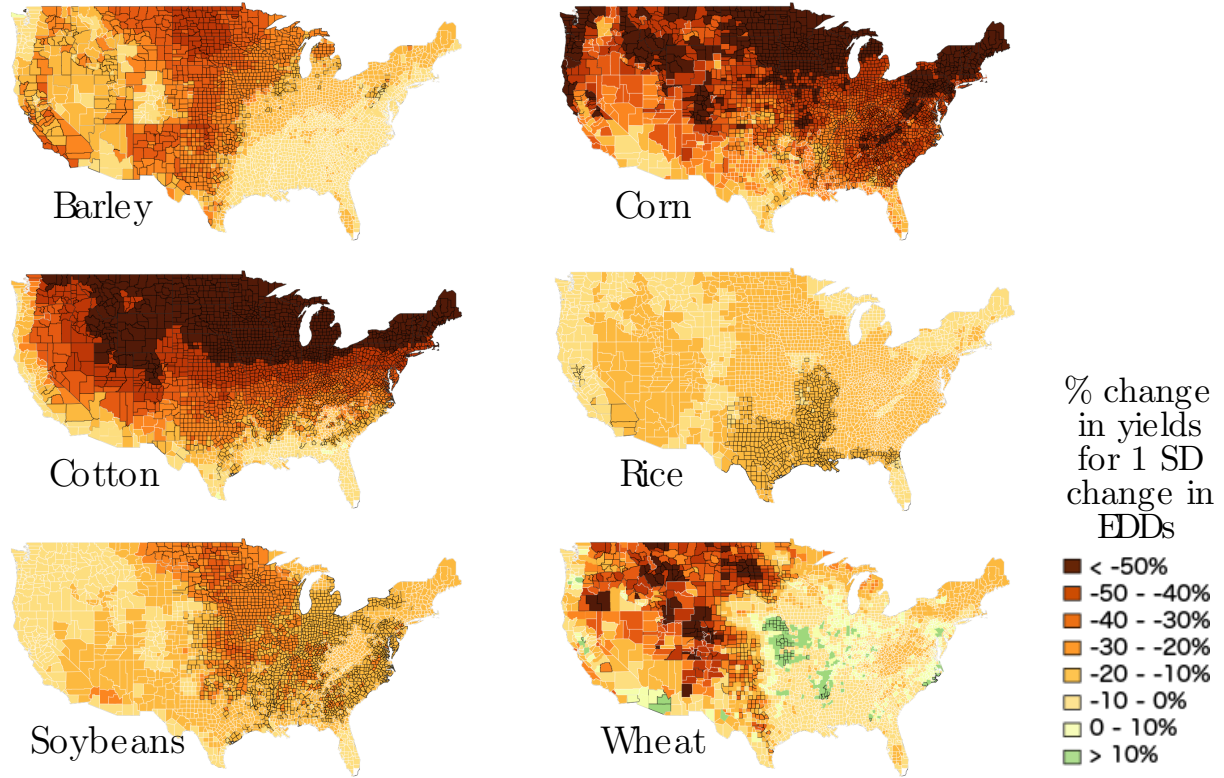 Barley
Corn
Cotton
Rice
Soybeans
Wheat
% change
in yields
for 1 SD
change in
EDDs
< -50%
-50 - -40%
-40 - -30%
-30 - -20%
-20 - -10%
-10 - 0%
0 - 10%
> 10%